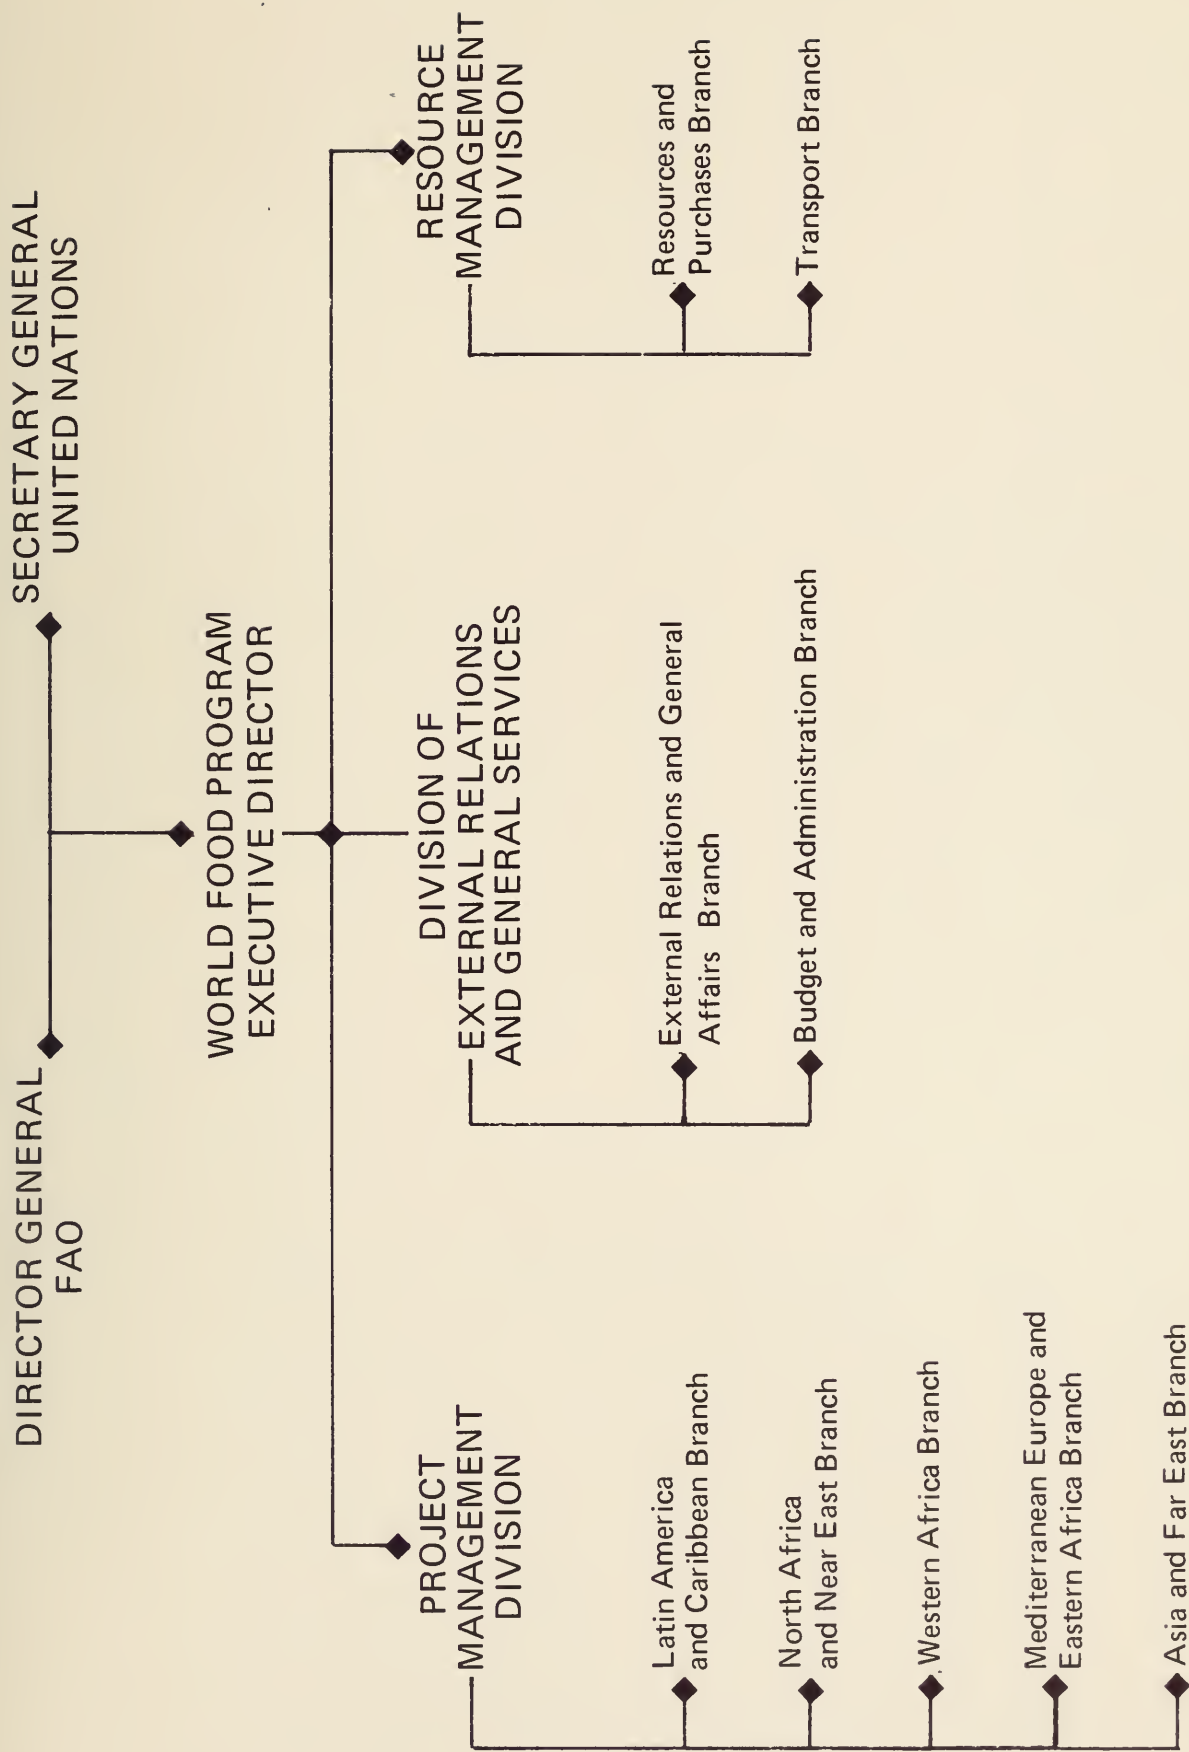 DIRECTOR GENERAL
FAO
SECRETARY GENERAL
UNITED NATIONS
WORLD FOOD PROGRAM
EXECUTIVE DIRECTOR
PROJECT
MANAGEMENT
DIVISION
Latin America
and Caribbean Branch
North Africa
and Near East Branch
Western Africa Branch
Mediterranean Europe and
Eastern Africa Branch
Asia and Far East Branch
DIVISION OF
EXTERNAL RELATIONS
AND GENERAL SERVICES
External Relations and General
Affairs Branch
Budget and Administration Branch
RESOURCE
MANAGEMENT
DIVISION
Resources and
Purchases Branch
Transport Branch